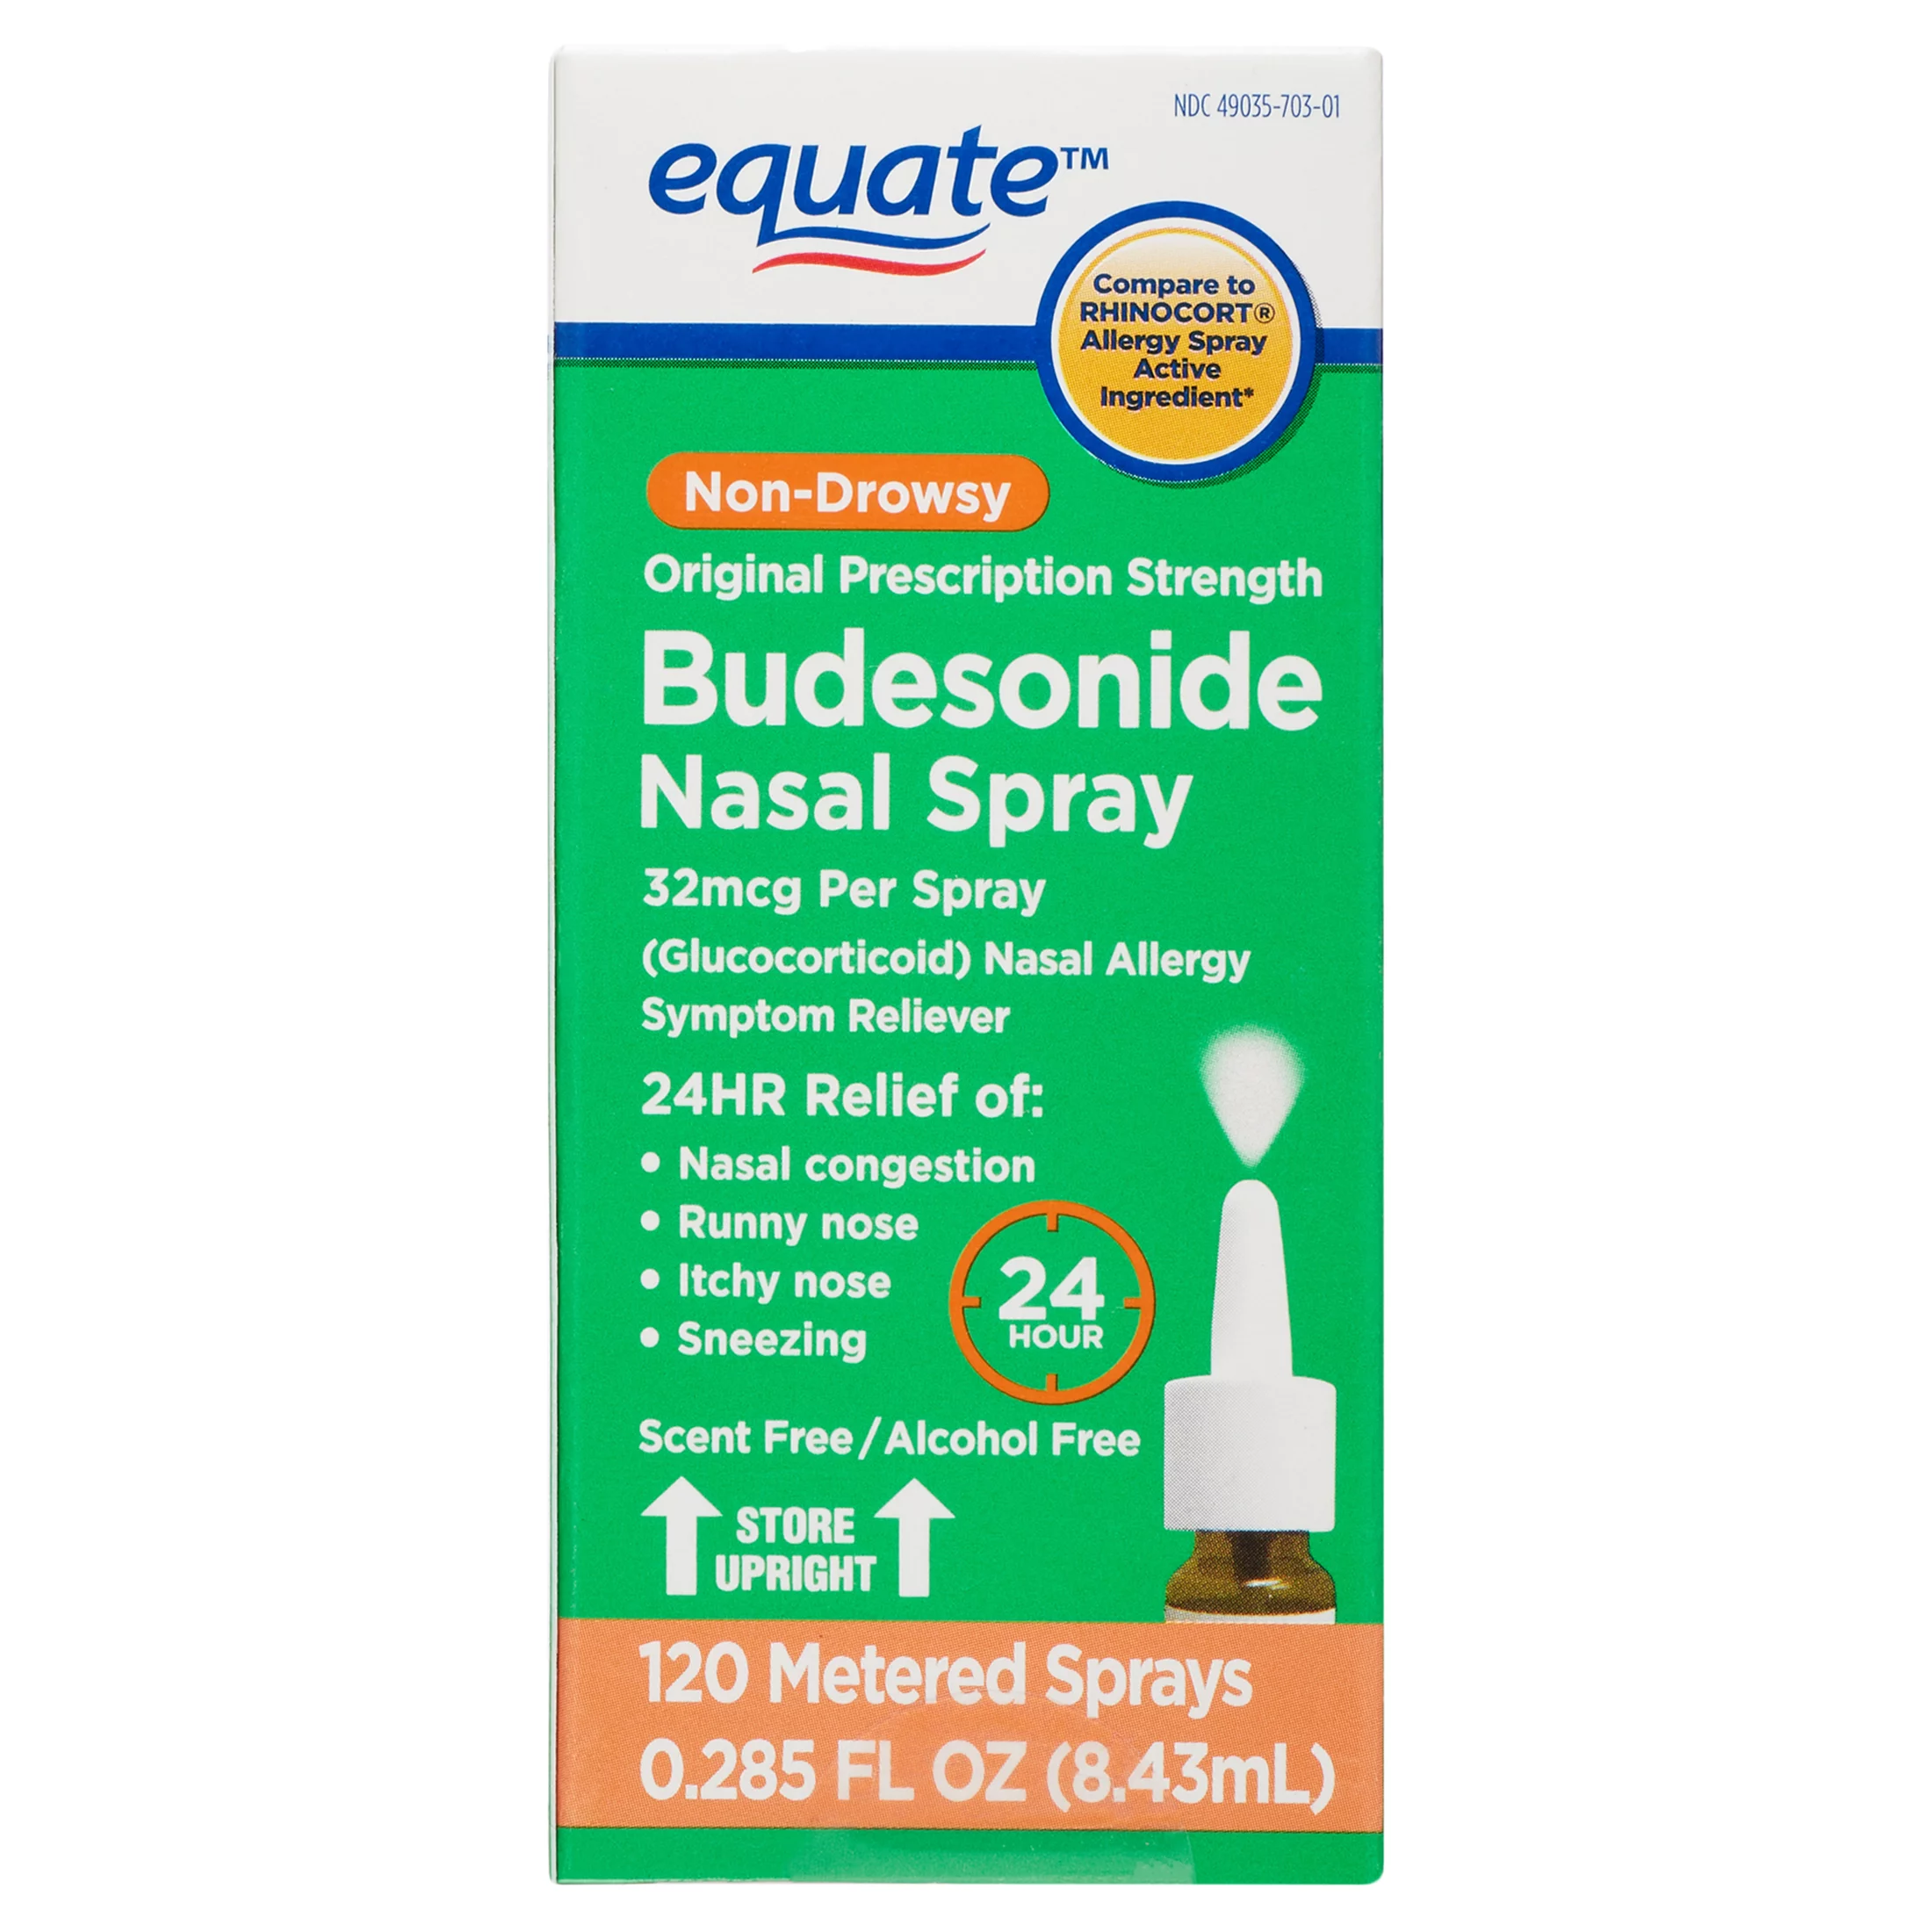 NDC 49035-703-01
equate™
Compare to
RHINOCORT®
Allergy Spray
Active
Ingredient*
Non-Drowsy
Original Prescription Strength
Budesonide
Nasal Spray
32mcg Per Spray
(Glucocorticoid) Nasal Allergy
Symptom Reliever
24HR Relief of:
• Nasal congestion
• Runny nose
• Itchy nose
• Sneezing
24
HOUR
Scent Free/Alcohol Free
STORE
UPRIGHT
120 Metered Sprays
0.285 FL OZ (8.43mL)